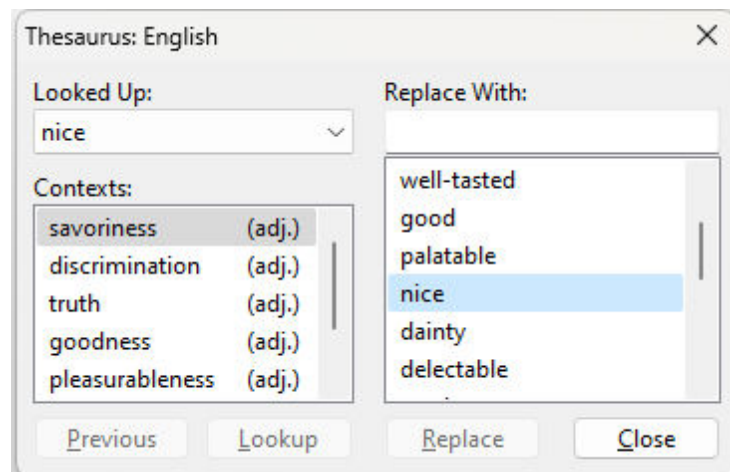 Thesaurus: English
Looked Up:
nice
Contexts:
savoriness (adj.)
discrimination (adj.)
truth (adj.)
goodness (adj.)
pleasurableness (adj.)
Previous
Lookup
Replace With:
well-tasted
good
palatable
nice
dainty
delectable
Replace
Close